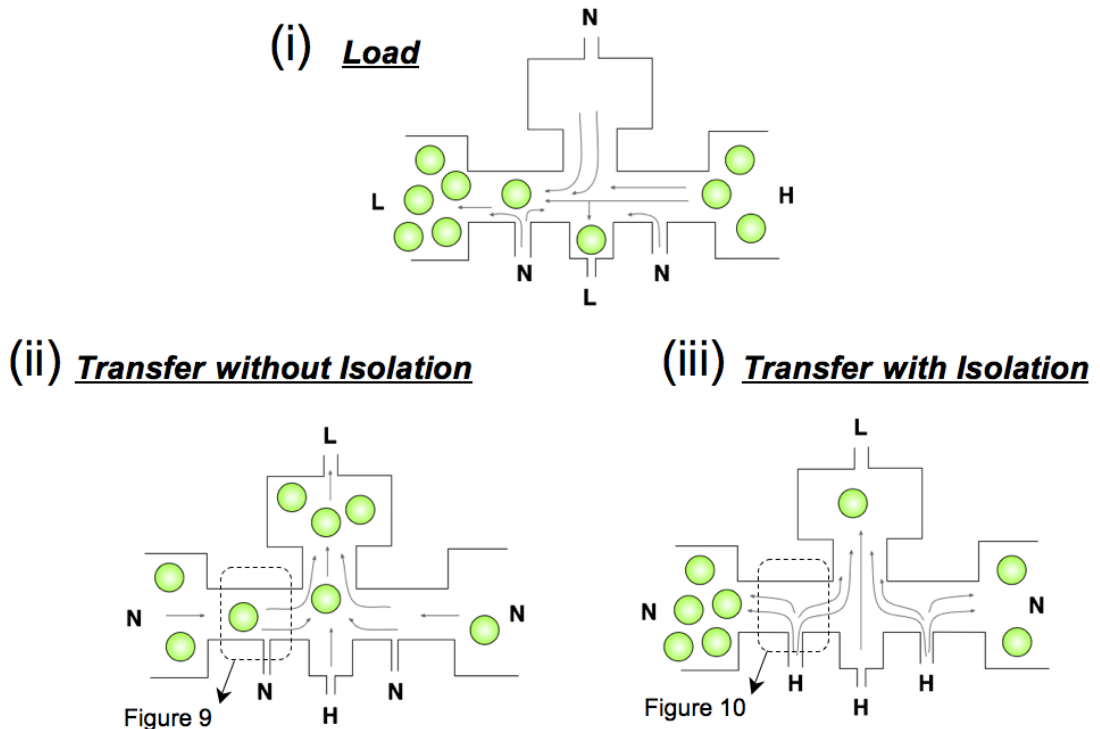 N
(i) Load
L
H
N
N
L
(ii) Transfer without Isolation
(iii) Transfer with Isolation
L
N
N
N
N
H
Figure 9
L
N
N
H
H
H
Figure 10